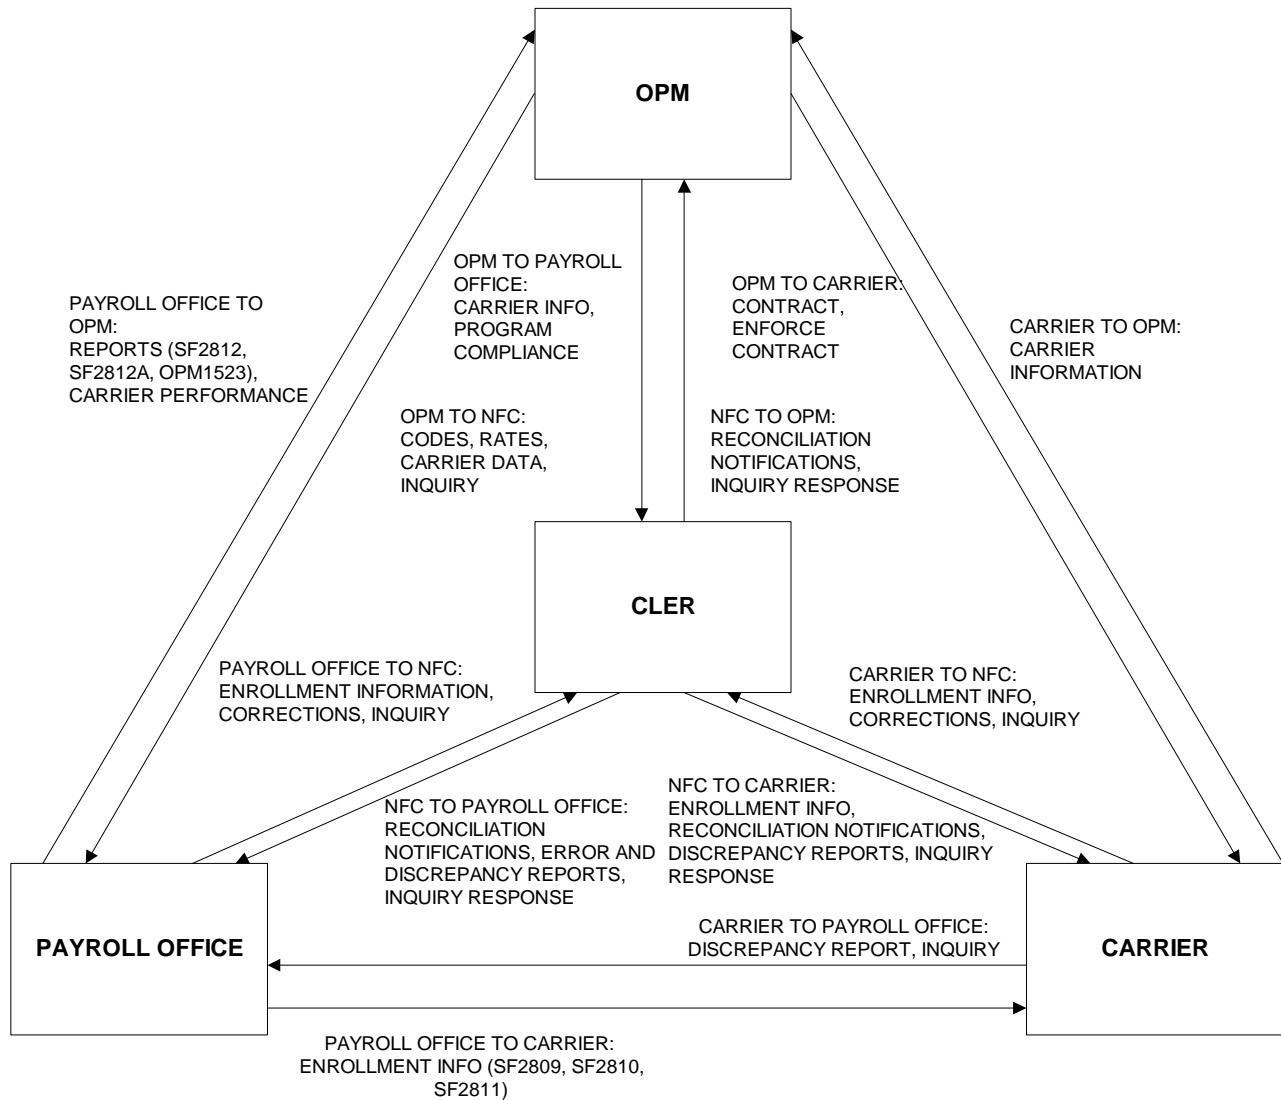 OPM
OPM TO PAYROLL
OFFICE:
CARRIER INFO,
PROGRAM
COMPLIANCE
OPM TO CARRIER:
CONTRACT,
ENFORCE
CONTRACT
PAYROLL OFFICE TO
OPM:
REPORTS (SF2812,
SF2812A, OPM1523),
CARRIER PERFORMANCE
CARRIER TO OPM:
CARRIER
INFORMATION
OPM TO NFC:
CODES, RATES,
CARRIER DATA,
INQUIRY
NFC TO OPM:
RECONCILIATION
NOTIFICATIONS,
INQUIRY RESPONSE
CLER
PAYROLL OFFICE TO NFC:
ENROLLMENT INFORMATION,
CORRECTIONS, INQUIRY
CARRIER TO NFC:
ENROLLMENT INFO,
CORRECTIONS, INQUIRY
NFC TO PAYROLL OFFICE:
RECONCILIATION
NOTIFICATIONS, ERROR AND
DISCREPANCY REPORTS,
INQUIRY RESPONSE
NFC TO CARRIER:
ENROLLMENT INFO,
RECONCILIATION NOTIFICATIONS,
DISCREPANCY REPORTS, INQUIRY
RESPONSE
PAYROLL OFFICE
CARRIER TO PAYROLL OFFICE:
DISCREPANCY REPORT, INQUIRY
CARRIER
PAYROLL OFFICE TO CARRIER:
ENROLLMENT INFO (SF2809, SF2810,
SF2811)